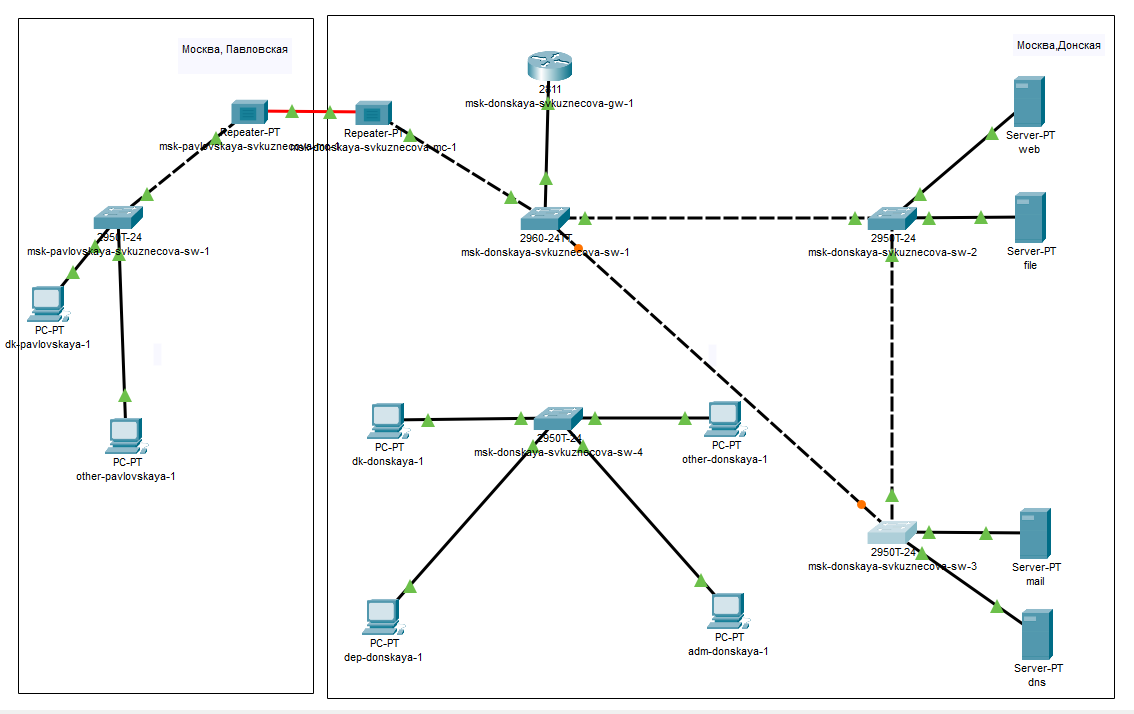 Москва, Павловская
Москва,Донская
2811
msk-donskaya-svkuznecova-gw-1
Repeater-PT
msk-pavlovskaya-svkuznecova-mc-1
Repeater-PT
msk-donskaya-svkuznecova-mc-1
Server-PT
web
2950T-24
msk-pavlovskaya-svkuznecova-sw-1
2960-24TT
msk-donskaya-svkuznecova-sw-1
2950T-24
msk-donskaya-svkuznecova-sw-2
Server-PT
file
PC-PT
dk-pavlovskaya-1
PC-PT
other-pavlovskaya-1
PC-PT
dk-donskaya-1
2950T-24
msk-donskaya-svkuznecova-sw-4
PC-PT
other-donskaya-1
2950T-24
msk-donskaya-svkuznecova-sw-3
Server-PT
mail
PC-PT
dep-donskaya-1
PC-PT
adm-donskaya-1
Server-PT
dns